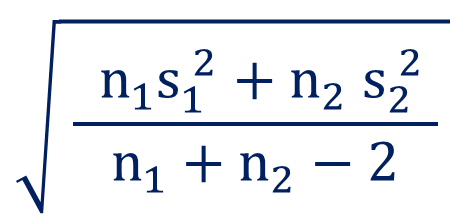 √((n₁s₁² + n₂ s₂²) / (n₁ + n₂ − 2))